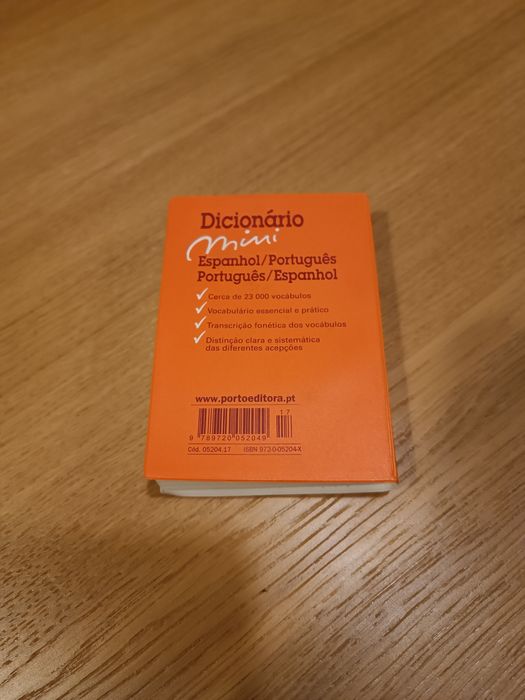 Dicionário
mini
Espanhol/Português
Português/Espanhol
✓ Cerca de 23 000 vocábulos
✓ Vocabulário essencial e prático
✓ Transcrição fonética dos vocábulos
✓ Distinção clara e sistemática
das diferentes acepções
www.portoeditora.pt
17
9 789720 052049
Cód. 05204.17 ISBN 972-0-05204-X